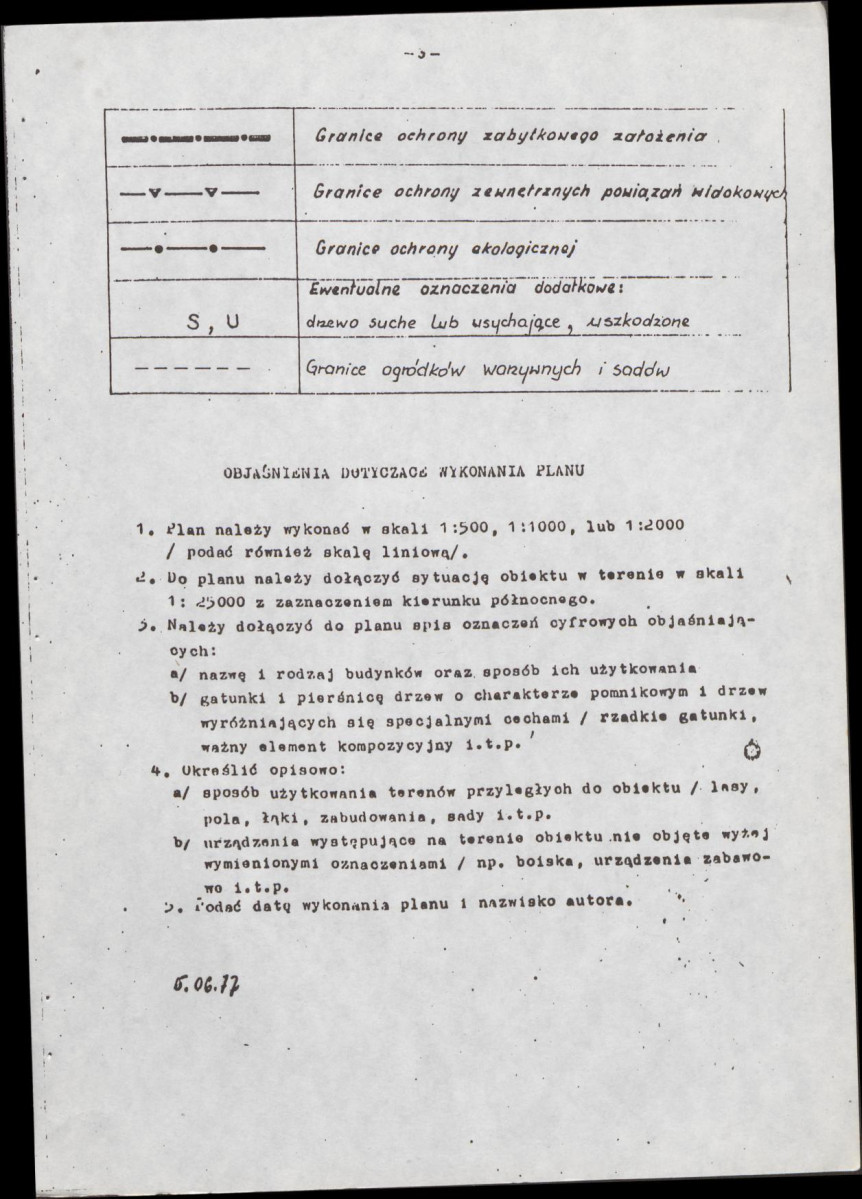 -3-
Granice ochrony zabytkowego założenia
Granice ochrony zewnętrznych powiązań widokowych
Granice ochrony ekologicznej
Ewentualne oznaczenia dodatkowe:
S, U drzewo suche lub usychające, uszkodzone
Granice ogródków warzywnych i sadów
OBJAŚNIENIA DOTYCZACE WYKONANIA PLANU
1. Plan należy wykonać w skali 1:500, 1:1000, lub 1:2000
/ podać również skalę liniową/.
2. Do planu należy dołączyć sytuację obiektu w terenie w skali
1: 25000 z zaznaczeniem kierunku północnego.
3. Należy dołączyć do planu spis oznaczeń cyfrowych objaśniają-
cych:
a/ nazwę i rodzaj budynków oraz sposób ich użytkowania
b/ gatunki i pierśnicę drzew o charakterze pomnikowym i drzew
wyróżniających się specjalnymi cechami / rzadkie gatunki,
ważny element kompozycyjny i.t.p. /
4. Określić opisowo:
a/ sposób użytkowania terenów przyległych do obiektu / lasy,
pola, łąki, zabudowania, sady i.t.p.
b/ urządzenia występujące na terenie obiektu nie objęte wyżej
wymienionymi oznaczeniami / np. boiska, urządzenia zabawo-
wo i.t.p.
5. Podać datę wykonania planu i nazwisko autora.
5.06.77